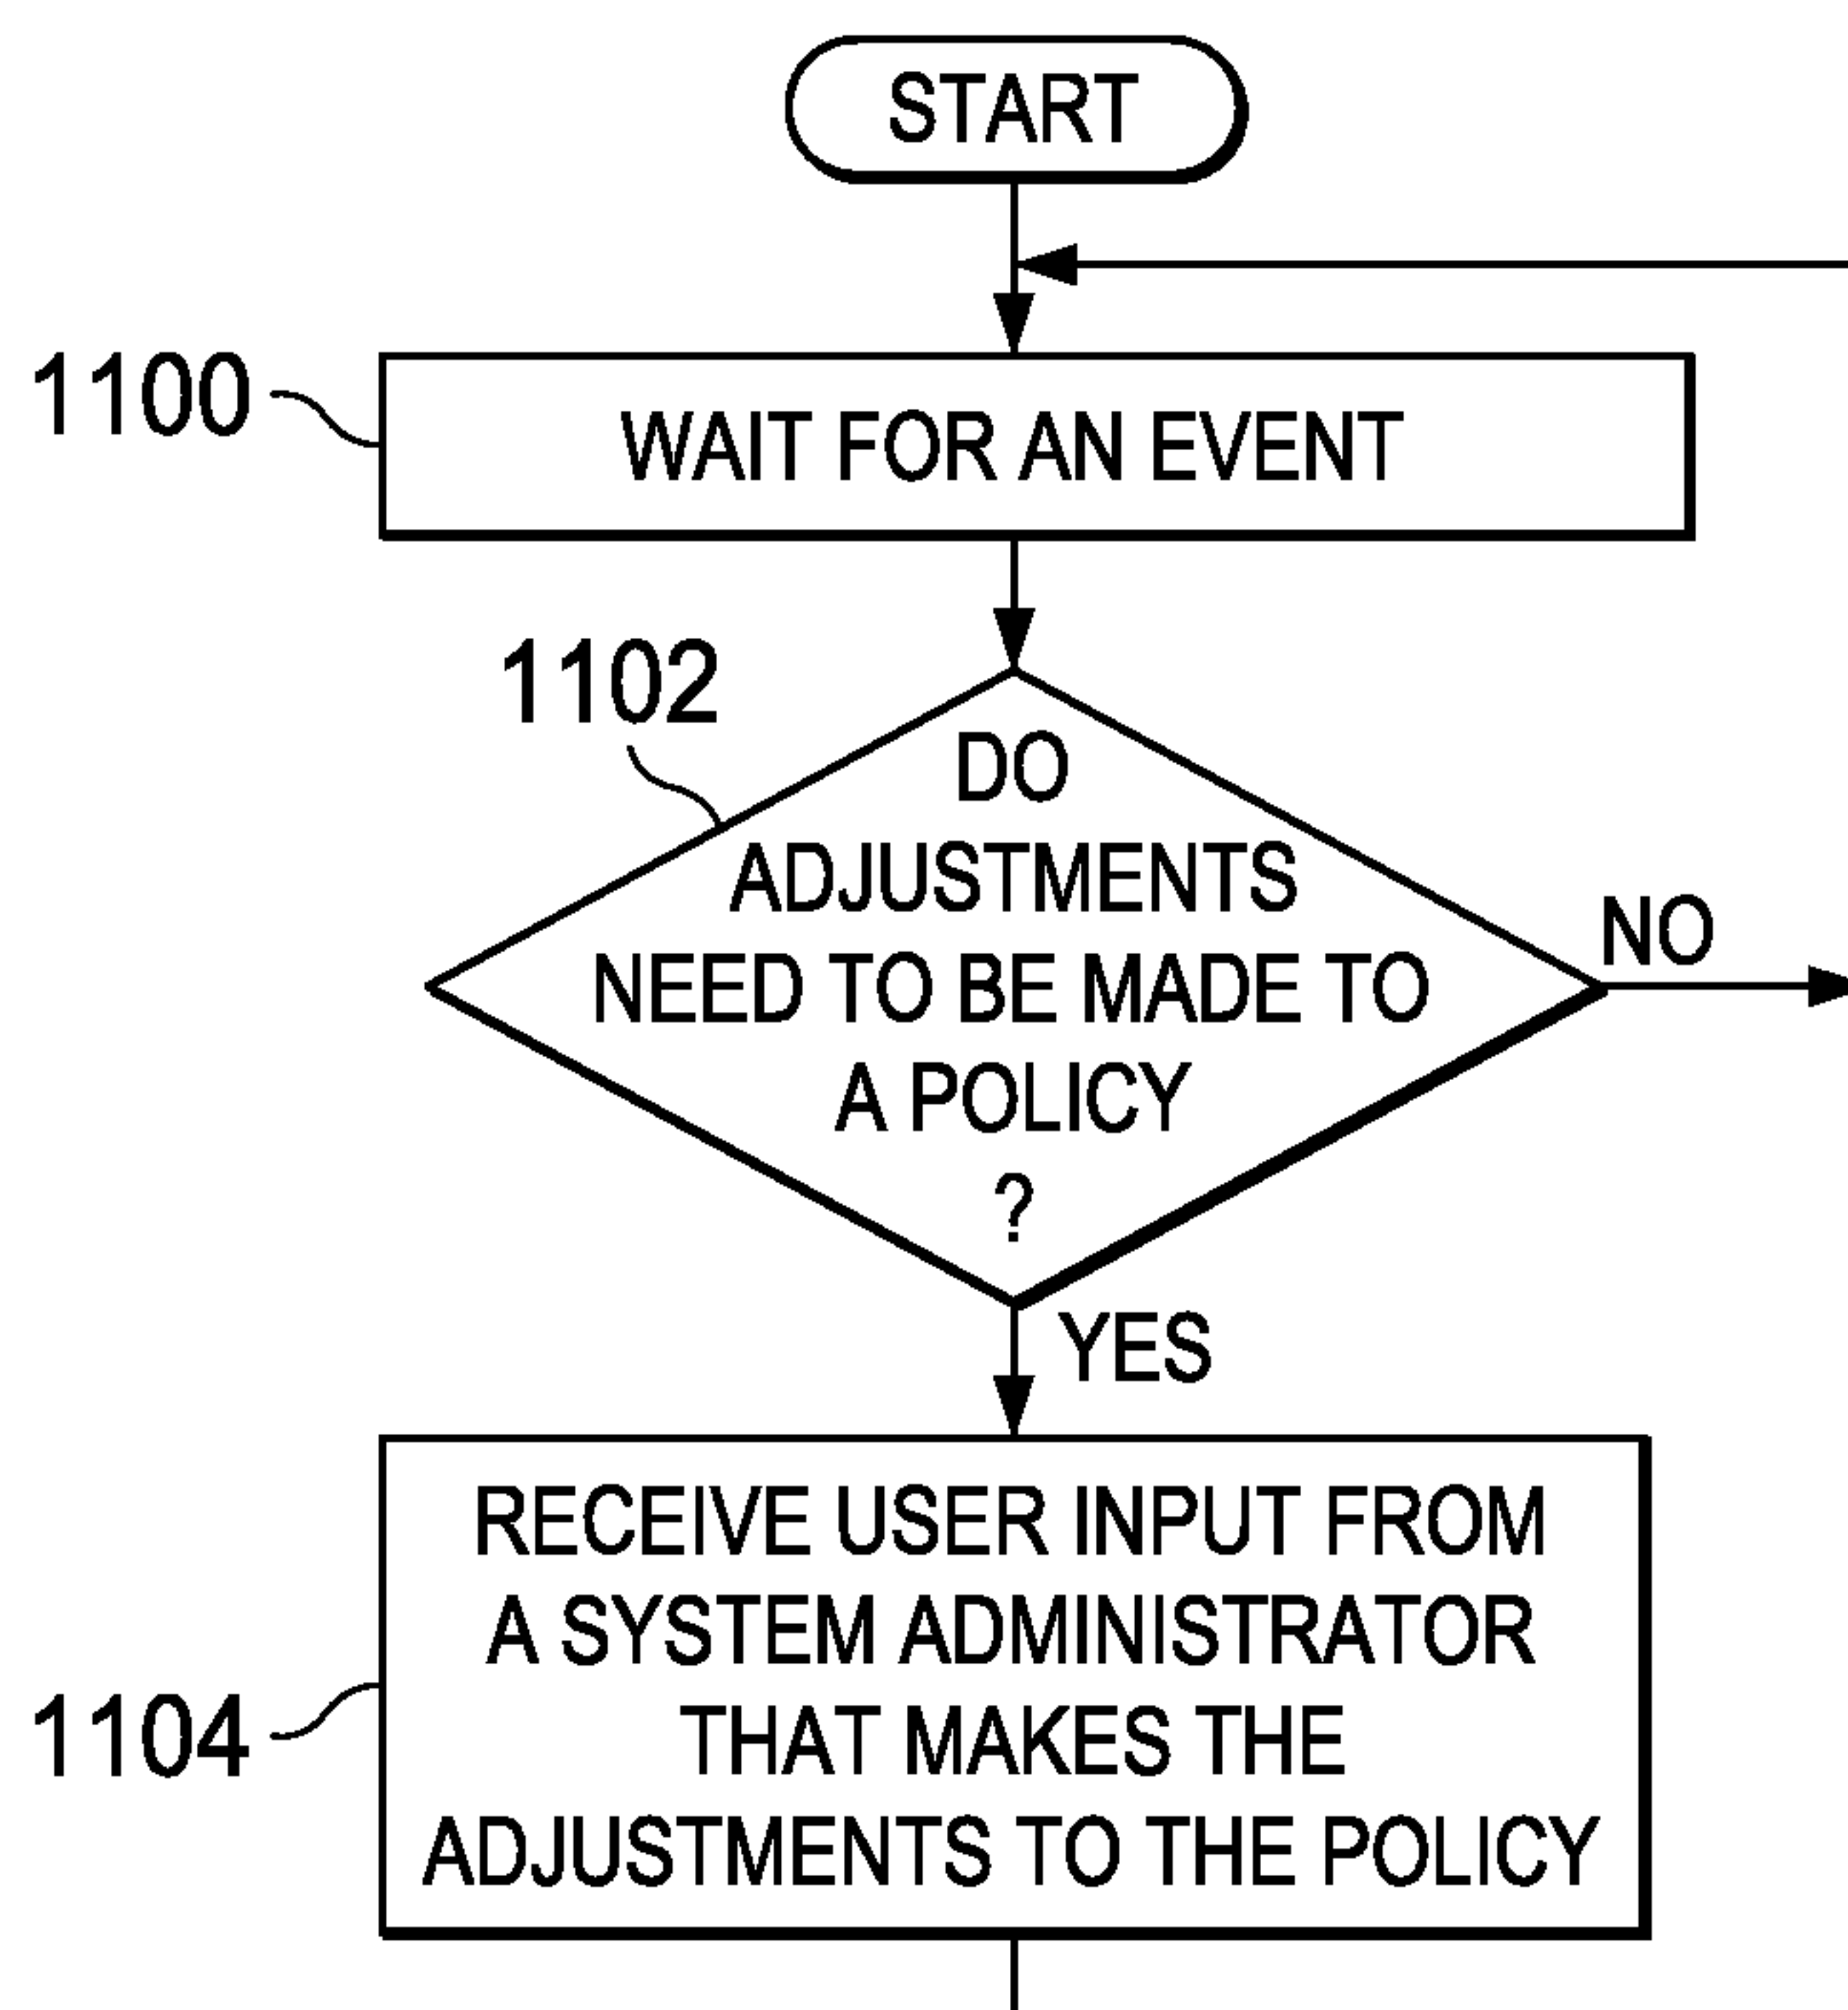 START
1100
WAIT FOR AN EVENT
1102
DO
ADJUSTMENTS
NEED TO BE MADE TO
A POLICY
?
NO
YES
1104
RECEIVE USER INPUT FROM
A SYSTEM ADMINISTRATOR
THAT MAKES THE
ADJUSTMENTS TO THE POLICY